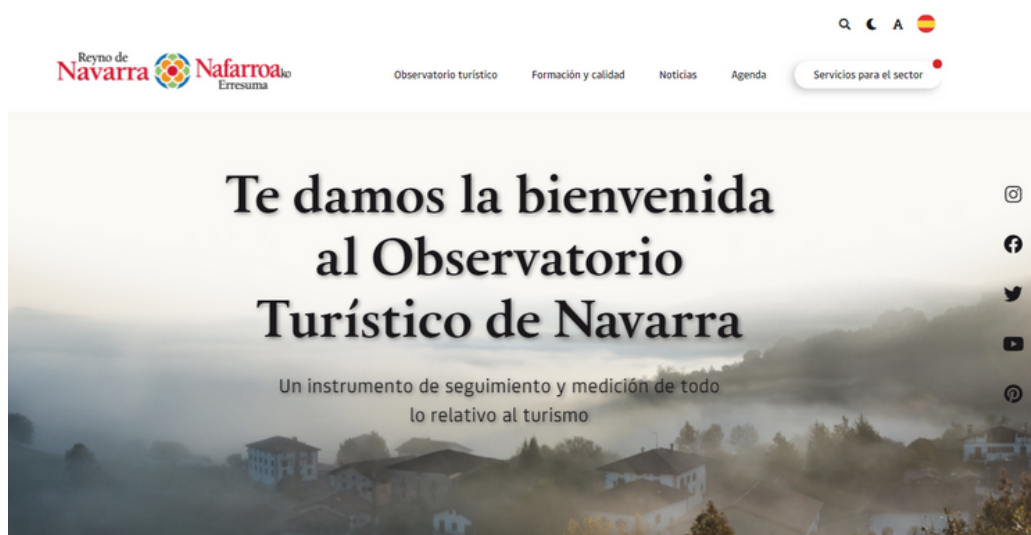 A
Reyno de
Navarra
Nafarroako
Erresuma
Observatorio turístico
Formación y calidad
Noticias
Agenda
Servicios para el sector
Te damos la bienvenida
al Observatorio
Turístico de Navarra
Un instrumento de seguimiento y medición de todo
lo relativo al turismo